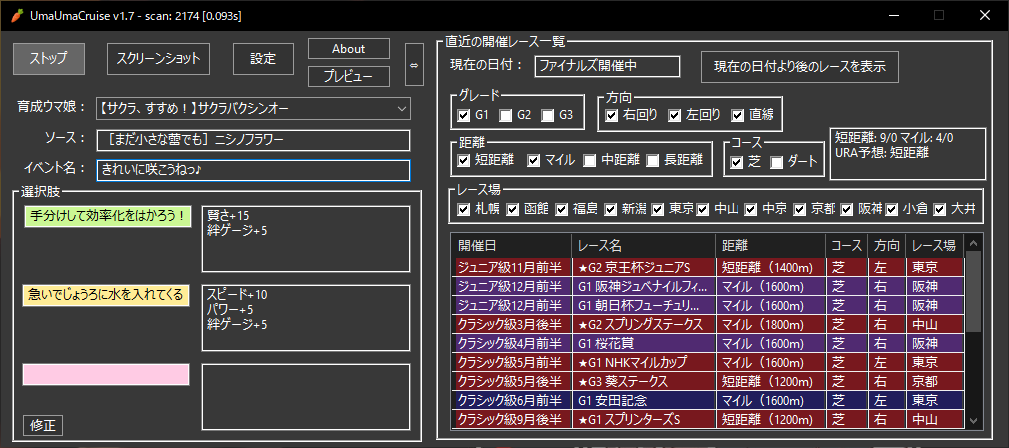 UmaUmaCruise v1.7 - scan: 2174 [0.093s]
ストップ
スクリーンショット
設定
About
プレビュー
⇔
育成ウマ娘:
【サクラ、すすめ!】サクラバクシンオー
ソース:
[まだ小さな蕾でも] ニシノフラワー
イベント名:
きれいに咲こうねっ♪
選択肢
手分けして効率化をはかろう!
賢さ+15
絆ゲージ+5
急いでじょうろに水を入れてくる
スピード+10
パワー+5
絆ゲージ+5
修正
直近の開催レース一覧
現在の日付:
ファイナルズ開催中
現在の日付より後のレースを表示
グレード
G1 G2 G3
方向
右回り 左回り 直線
距離
短距離 マイル 中距離 長距離
コース
芝 ダート
短距離: 9/0 マイル: 4/0
URA予想: 短距離
レース場
札幌 函館 福島 新潟 東京 中山 中京 京都 阪神 小倉 大井
開催日 レース名 距離 コース 方向 レース場
ジュニア級11月前半 ★G2 京王杯ジュニアS 短距離 (1400m) 芝 左 東京
ジュニア級12月前半 G1 阪神ジュベナイルフィ... マイル (1600m) 芝 右 阪神
ジュニア級12月前半 G1 朝日杯フューチュリ... マイル (1600m) 芝 右 阪神
クラシック級3月後半 ★G2 スプリングステークス マイル (1800m) 芝 右 中山
クラシック級4月前半 G1 桜花賞 マイル (1600m) 芝 右 阪神
クラシック級5月前半 ★G1 NHKマイルカップ マイル (1600m) 芝 左 東京
クラシック級5月後半 ★G3 葵ステークス 短距離 (1200m) 芝 右 京都
クラシック級6月前半 G1 安田記念 マイル (1600m) 芝 左 東京
クラシック級9月後半 ★G1 スプリンターズS 短距離 (1200m) 芝 右 中山